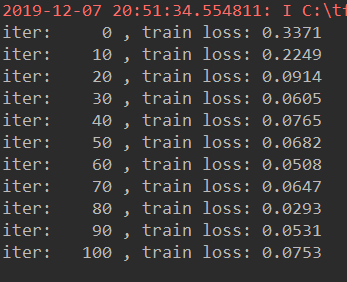 2019-12-07 20:51:34.554811: I C:\tf
iter: 0 , train loss: 0.3371
iter: 10 , train loss: 0.2249
iter: 20 , train loss: 0.0914
iter: 30 , train loss: 0.0605
iter: 40 , train loss: 0.0765
iter: 50 , train loss: 0.0682
iter: 60 , train loss: 0.0508
iter: 70 , train loss: 0.0647
iter: 80 , train loss: 0.0293
iter: 90 , train loss: 0.0531
iter: 100 , train loss: 0.0753